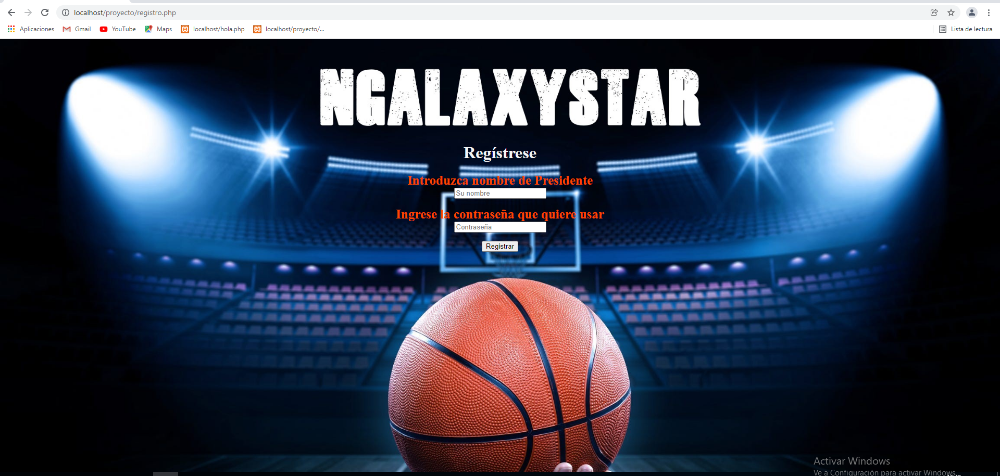 localhost/proyecto/registro.php
Aplicaciones Gmail YouTube Maps localhost/hola.php localhost/proyecto/... Lista de lectura
NGALAXYSTAR
Regístrese
Introduzca nombre de Presidente
Su nombre
Ingrese la contraseña que quiere usar
Contraseña
Registrar
Activar Windows
Ve a Configuración para activar Windows.